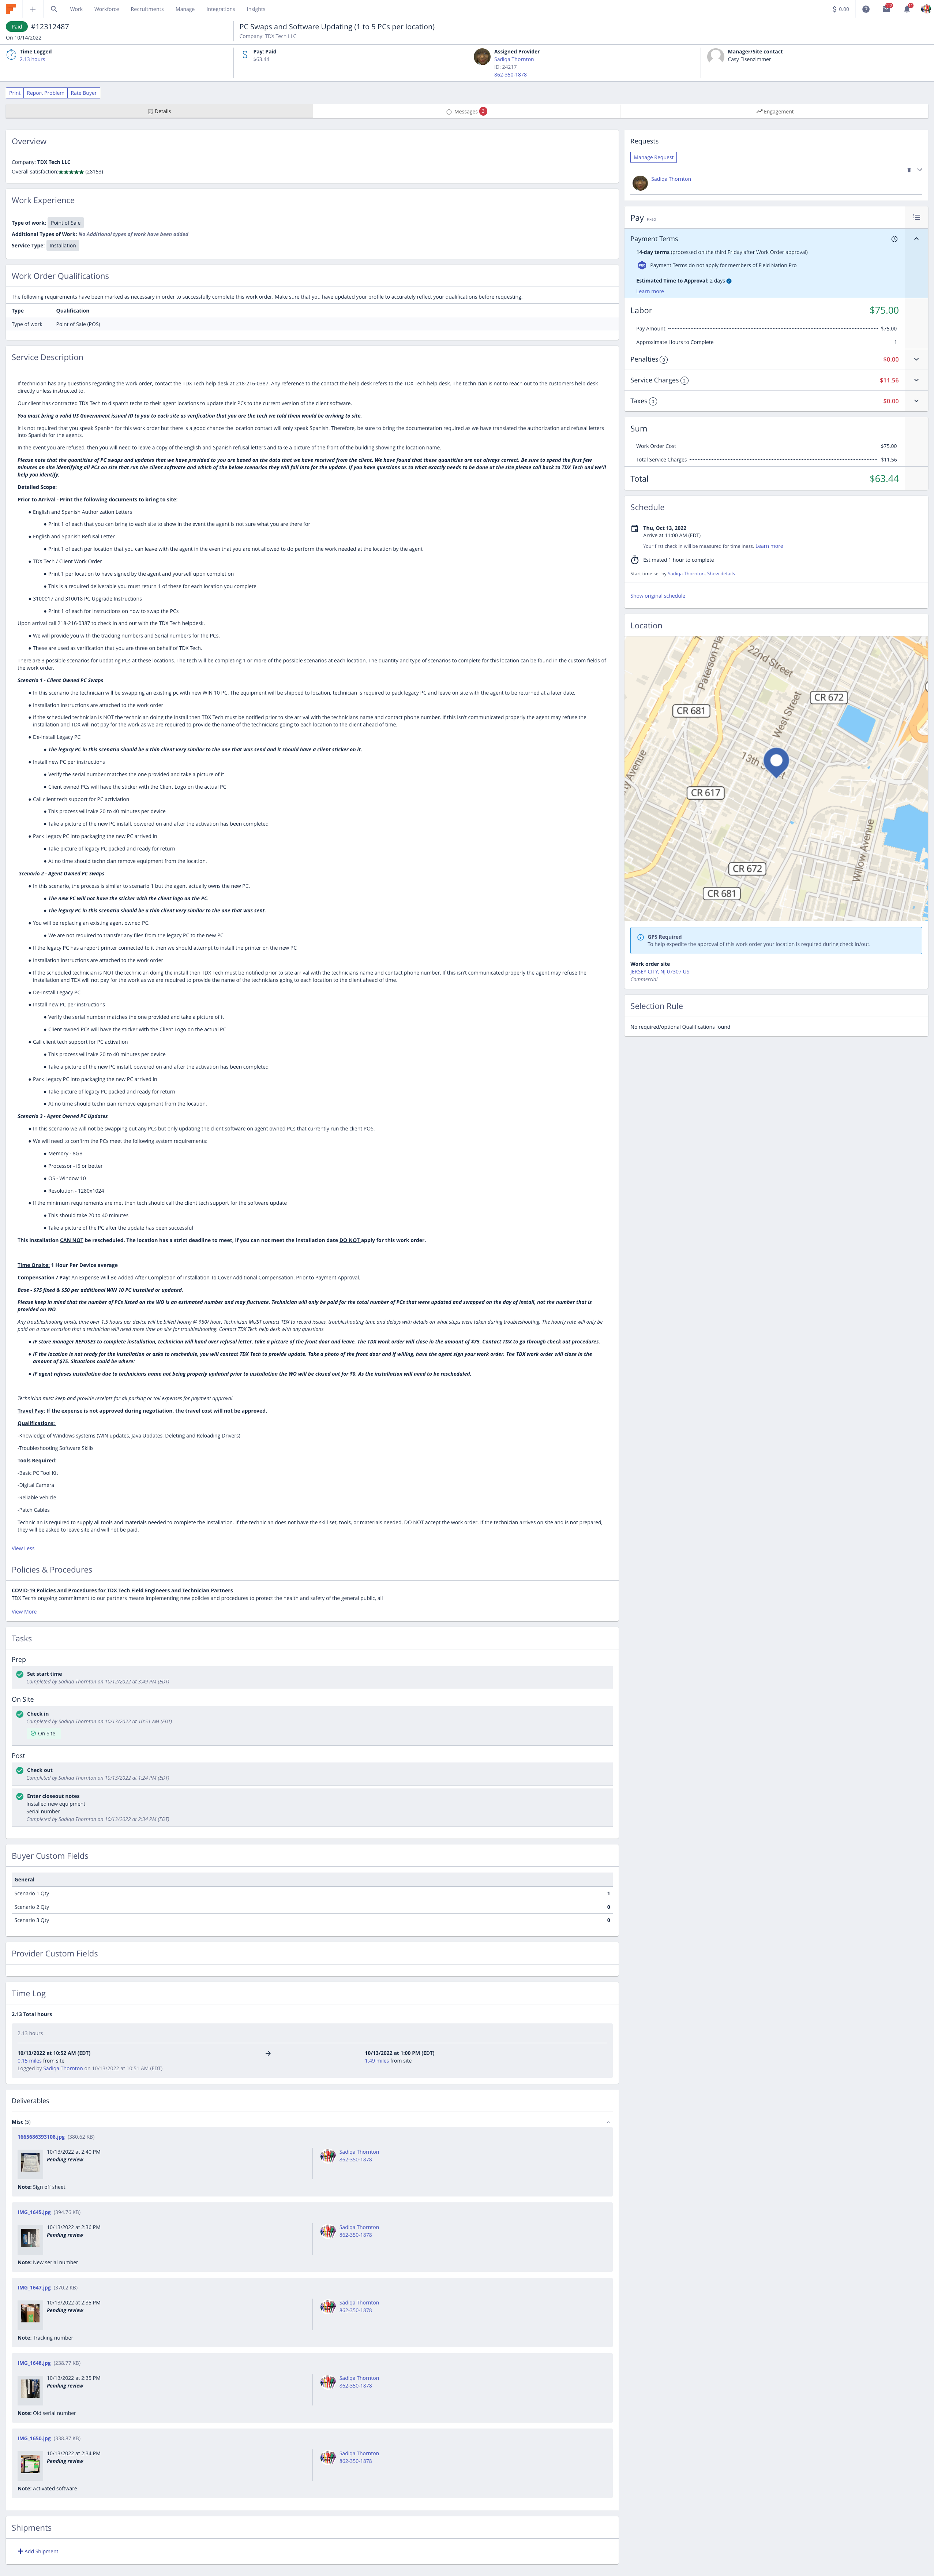 Work Workforce Recruitments Manage Integrations Insights
$ 0.00
Paid #12312487
On 10/14/2022
PC Swaps and Software Updating (1 to 5 PCs per location)
Company: TDX Tech LLC
Time Logged
2.13 hours
Pay: Paid
$63.44
Assigned Provider
Sadiqa Thornton
ID: 24217
862-350-1878
Manager/Site contact
Casy Eisenzimmer
Print Report Problem Rate Buyer
Details
Messages
Engagement
Overview
Company: TDX Tech LLC
Overall satisfaction: ★★★★★ (28153)
Work Experience
Type of work: Point of Sale
Additional Types of Work: No Additional types of work have been added
Service Type: Installation
Work Order Qualifications
The following requirements have been marked as necessary in order to successfully complete this work order. Make sure that you have updated your profile to accurately reflect your qualifications before requesting.
Type Qualification
Type of work Point of Sale (POS)
Service Description
If technician has any questions regarding the work order, contact the TDX Tech help desk at 218-216-0387. Any reference to the contact the help desk refers to the TDX Tech help desk. The technician is not to reach out to the customers help desk
directly unless instructed to.
Our client has contracted TDX Tech to dispatch techs to their agent locations to update their PCs to the current version of the client software.
You must bring a valid US Government issued ID to you to each site as verification that you are the tech we told them would be arriving to site.
It is not required that you speak Spanish for this work order but there is a good chance the location contact will only speak Spanish. Therefore, be sure to bring the documentation required as we have translated the authorization and refusal letters
into Spanish for the agents.
In the event you are refused, then you will need to leave a copy of the English and Spanish refusal letters and take a picture of the front of the building showing the location name.
Please note that the quantities of PC swaps and updates that we have provided to you are based on the data that we have received from the client. We have found that these quantities are not always correct. Be sure to spend the first few
minutes on site identifying all PCs on site that run the client software and which of the below scenarios they will fall into for the update. If you have questions as to what exactly needs to be done at the site please call back to TDX Tech and we'll
help you identify.
Detailed Scope:
Prior to Arrival - Print the following documents to bring to site:
• English and Spanish Authorization Letters
• Print 1 of each that you can bring to each site to show in the event the agent is not sure what you are there for
• English and Spanish Refusal Letter
• Print 1 of each per location that you can leave with the agent in the even that you are not allowed to do perform the work needed at the location by the agent
• TDX Tech / Client Work Order
• Print 1 per location to have signed by the agent and yourself upon completion
• This is a required deliverable you must return 1 of these for each location you complete
• 3100017 and 310018 PC Upgrade Instructions
• Print 1 of each for instructions on how to swap the PCs
Upon arrival call 218-216-0387 to check in and out with the TDX Tech helpdesk.
• We will provide you with the tracking numbers and Serial numbers for the PCs.
• These are used as verification that you are three on behalf of TDX Tech.
There are 3 possible scenarios for updating PCs at these locations. The tech will be completing 1 or more of the possible scenarios at each location. The quantity and type of scenarios to complete for this location can be found in the custom fields of
the work order.
Scenario 1 - Client Owned PC Swaps
• In this scenario the technician will be swapping an existing pc with new WIN 10 PC. The equipment will be shipped to location, technician is required to pack legacy PC and leave on site with the agent to be returned at a later date.
• Installation instructions are attached to the work order
• If the scheduled technician is NOT the technician doing the install then TDX Tech must be notified prior to site arrival with the technicians name and contact phone number. If this isn't communicated properly the agent may refuse the
installation and TDX will not pay for the work as we are required to provide the name of the technicians going to each location to the client ahead of time.
• De-Install Legacy PC
• The legacy PC in this scenario should be a thin client very similar to the one that was send and it should have a client sticker on it.
• Install new PC per instructions
• Verify the serial number matches the one provided and take a picture of it
• Client owned PCs will have the sticker with the Client Logo on the actual PC
• Call client tech support for PC activiation
• This process will take 20 to 40 minutes per device
• Take a picture of the new PC install, powered on and after the activation has been completed
• Pack Legacy PC into packaging the new PC arrived in
• Take picture of legacy PC packed and ready for return
• At no time should technician remove equipment from the location.
Scenario 2 - Agent Owned PC Swaps
• In this scenario, the process is similar to scenario 1 but the agent actually owns the new PC.
• The new PC will not have the sticker with the client logo on the PC.
• The legacy PC in this scenario should be a thin client very similar to the one that was sent.
• You will be replacing an existing agent owned PC.
• We are not required to transfer any files from the legacy PC to the new PC
• If the legacy PC has a report printer connected to it then we should attempt to install the printer on the new PC
• Installation instructions are attached to the work order
• If the scheduled technician is NOT the technician doing the install then TDX Tech must be notified prior to site arrival with the technicians name and contact phone number. If this isn't communicated properly the agent may refuse the
installation and TDX will not pay for the work as we are required to provide the name of the technicians going to each location to the client ahead of time.
• De-Install Legacy PC
• Install new PC per instructions
• Verify the serial number matches the one provided and take a picture of it
• Client owned PCs will have the sticker with the Client Logo on the actual PC
• Call client tech support for PC activation
• This process will take 20 to 40 minutes per device
• Take a picture of the new PC install, powered on and after the activation has been completed
• Pack Legacy PC into packaging the new PC arrived in
• Take picture of legacy PC packed and ready for return
• At no time should technician remove equipment from the location.
Scenario 3 - Agent Owned PC Updates
• In this scenario we will not be swapping out any PCs but only updating the client software on agent owned PCs that currently run the client POS.
• We will need to confirm the PCs meet the following system requirements:
• Memory - 8GB
• Processor - i5 or better
• OS - Window 10
• Resolution - 1280x1024
• If the minimum requirements are met then tech should call the client tech support for the software update
• This should take 20 to 40 minutes
• Take a picture of the PC after the update has been successful
This installation CAN NOT be rescheduled. The location has a strict deadline to meet, if you can not meet the installation date DO NOT apply for this work order.
Time Onsite: 1 Hour Per Device average
Compensation / Pay: An Expense Will Be Added After Completion of Installation To Cover Additional Compensation. Prior to Payment Approval.
Base - $75 fixed & $50 per additional WIN 10 PC installed or updated.
Please keep in mind that the number of PCs listed on the WO is an estimated number and may fluctuate. Technician will only be paid for the total number of PCs that were updated and swapped on the day of install, not the number that is
provided on WO.
Any troubleshooting onsite time over 1.5 hours per device will be billed hourly @ $50/ hour. Technician MUST contact TDX to record issues, troubleshooting time and delays with details on what steps were taken during troubleshooting. The hourly rate will only be
paid on a rare occasion that a technician will need more time on site for troubleshooting. Contact TDX Tech help desk with any questions.
• IF store manager REFUSES to complete installation, technician will hand over refusal letter, take a picture of the front door and leave. The TDX work order will close in the amount of $75. Contact TDX to go through check out procedures.
• IF the location is not ready for the installation or asks to reschedule, you will contact TDX Tech to provide update. Take a photo of the front door and if willing, have the agent sign your work order. The TDX work order will close in the
amount of $75. Situations could be where:
• IF agent refuses installation due to technicians name not being properly updated prior to installation the WO will be closed out for $0. As the installation will need to be rescheduled.
Technician must keep and provide receipts for all parking or toll expenses for payment approval.
Travel Pay: If the expense is not approved during negotiation, the travel cost will not be approved.
Qualifications:
-Knowledge of Windows systems (WIN updates, Java Updates, Deleting and Reloading Drivers)
-Troubleshooting Software Skills
Tools Required:
-Basic PC Tool Kit
-Digital Camera
-Reliable Vehicle
-Patch Cables
Technician is required to supply all tools and materials needed to complete the installation. If the technician does not have the skill set, tools, or materials needed, DO NOT accept the work order. If the technician arrives on site and is not prepared,
they will be asked to leave site and will not be paid.
View Less
Policies & Procedures
COVID-19 Policies and Procedures for TDX Tech Field Engineers and Technician Partners
TDX Tech's ongoing commitment to our partners means implementing new policies and procedures to protect the health and safety of the general public, all
View More
Tasks
Prep
Set start time
Completed by Sadiqa Thornton on 10/12/2022 at 3:49 PM (EDT)
On Site
Check in
Completed by Sadiqa Thornton on 10/13/2022 at 10:51 AM (EDT)
On Site
Post
Check out
Completed by Sadiqa Thornton on 10/13/2022 at 1:24 PM (EDT)
Enter closeout notes
Installed new equipment
Serial number
Completed by Sadiqa Thornton on 10/13/2022 at 2:34 PM (EDT)
Buyer Custom Fields
General
Scenario 1 Qty 1
Scenario 2 Qty 0
Scenario 3 Qty 0
Provider Custom Fields
Time Log
2.13 Total hours
2.13 hours
10/13/2022 at 10:52 AM (EDT) → 10/13/2022 at 1:00 PM (EDT)
0.15 miles from site 1.49 miles from site
Logged by Sadiqa Thornton on 10/13/2022 at 10:51 AM (EDT)
Deliverables
Misc (5)
1665686393108.jpg (380.62 KB)
10/13/2022 at 2:40 PM
Pending review
Sadiqa Thornton
862-350-1878
Note: Sign off sheet
IMG_1645.jpg (394.76 KB)
10/13/2022 at 2:36 PM
Pending review
Sadiqa Thornton
862-350-1878
Note: New serial number
IMG_1647.jpg (370.2 KB)
10/13/2022 at 2:35 PM
Pending review
Sadiqa Thornton
862-350-1878
Note: Tracking number
IMG_1648.jpg (238.77 KB)
10/13/2022 at 2:35 PM
Pending review
Sadiqa Thornton
862-350-1878
Note: Old serial number
IMG_1650.jpg (338.87 KB)
10/13/2022 at 2:34 PM
Pending review
Sadiqa Thornton
862-350-1878
Note: Activated software
Shipments
+ Add Shipment
Requests
Manage Request
Sadiqa Thornton
Pay Fixed
Payment Terms
14-day terms (processed on the third Friday after Work Order approval)
PRO Payment Terms do not apply for members of Field Nation Pro
Estimated Time to Approval: 2 days
Learn more
Labor $75.00
Pay Amount $75.00
Approximate Hours to Complete 1
Penalties 0 $0.00
Service Charges 2 $11.56
Taxes 0 $0.00
Sum
Work Order Cost $75.00
Total Service Charges $11.56
Total $63.44
Schedule
Thu, Oct 13, 2022
Arrive at 11:00 AM (EDT)
Your first check in will be measured for timeliness. Learn more
Estimated 1 hour to complete
Start time set by Sadiqa Thornton. Show details
Show original schedule
Location
Paterson Pla
22nd Street
CR 672
CR 681
West Street
13th S
CR 617
y Avenue
Willow Avenue
CR 672
CR 681
GPS Required
To help expedite the approval of this work order your location is required during check in/out.
Work order site
JERSEY CITY, NJ 07307 US
Commercial
Selection Rule
No required/optional Qualifications found